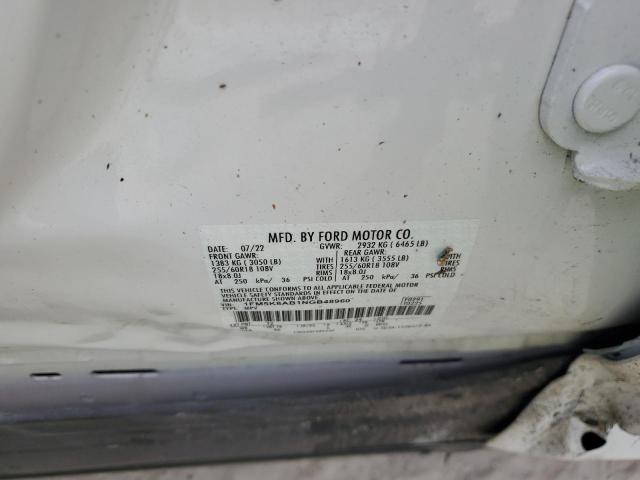 MFD. BY FORD MOTOR CO.
DATE: 07/22 GVWR: 2932 KG ( 6465 LB)
FRONT GAWR: REAR GAWR:
1383 KG ( 3050 LB) WITH 1613 KG ( 3555 LB) WITH
255/60R18 108V TIRES 255/60R18 108V TIRES
18x8.0J RIMS 18x8.0J RIMS
AT 250 kPa/ 36 PSI COLD AT 250 kPa/ 36 PSI COLD
THIS VEHICLE CONFORMS TO ALL APPLICABLE FEDERAL MOTOR
VEHICLE SAFETY STANDARDS IN EFFECT ON THE DATE OF MANUFACTURE
VIN: 1FM5K8AB1NGB48960
TYPE: MPV